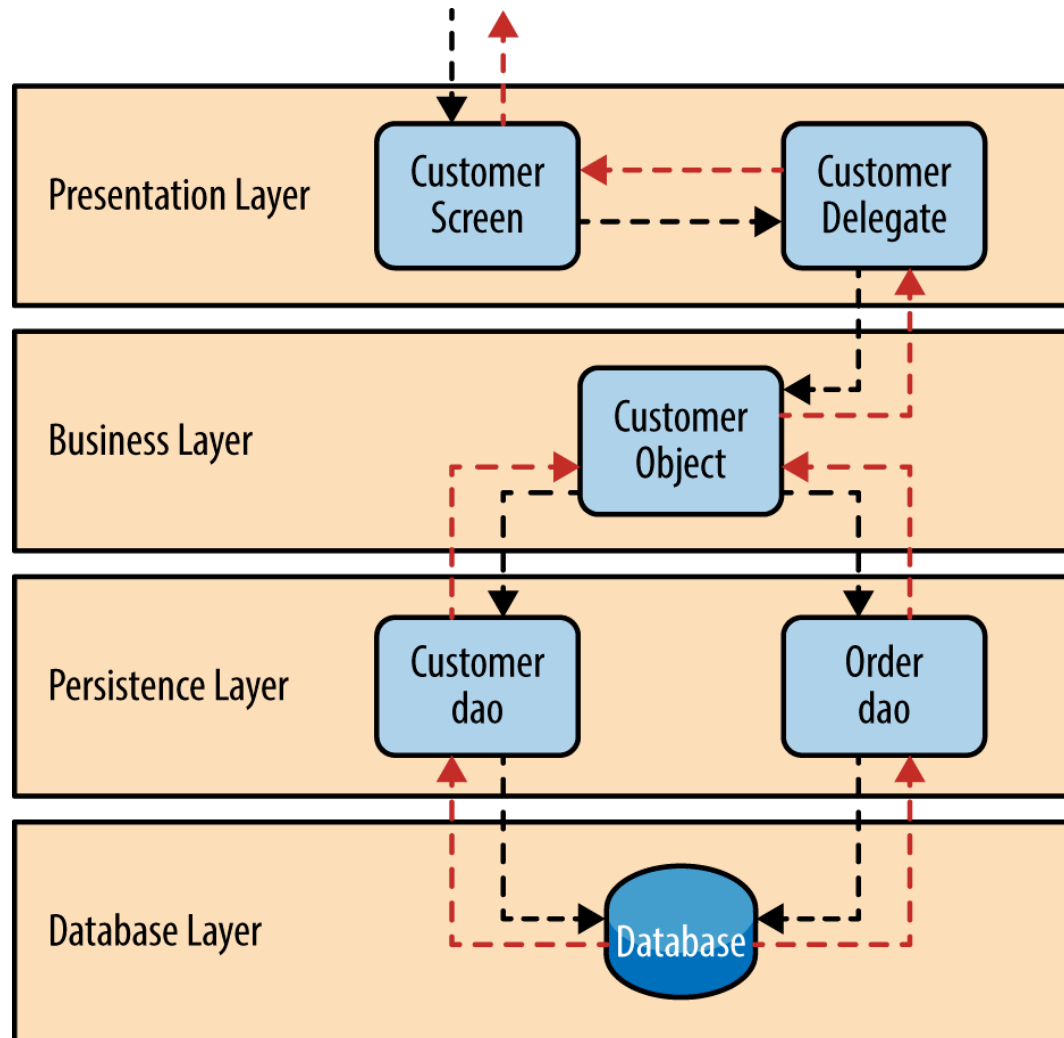 Presentation Layer
Customer
Screen
Customer
Delegate
Business Layer
Customer
Object
Persistence Layer
Customer
dao
Order
dao
Database Layer
Database